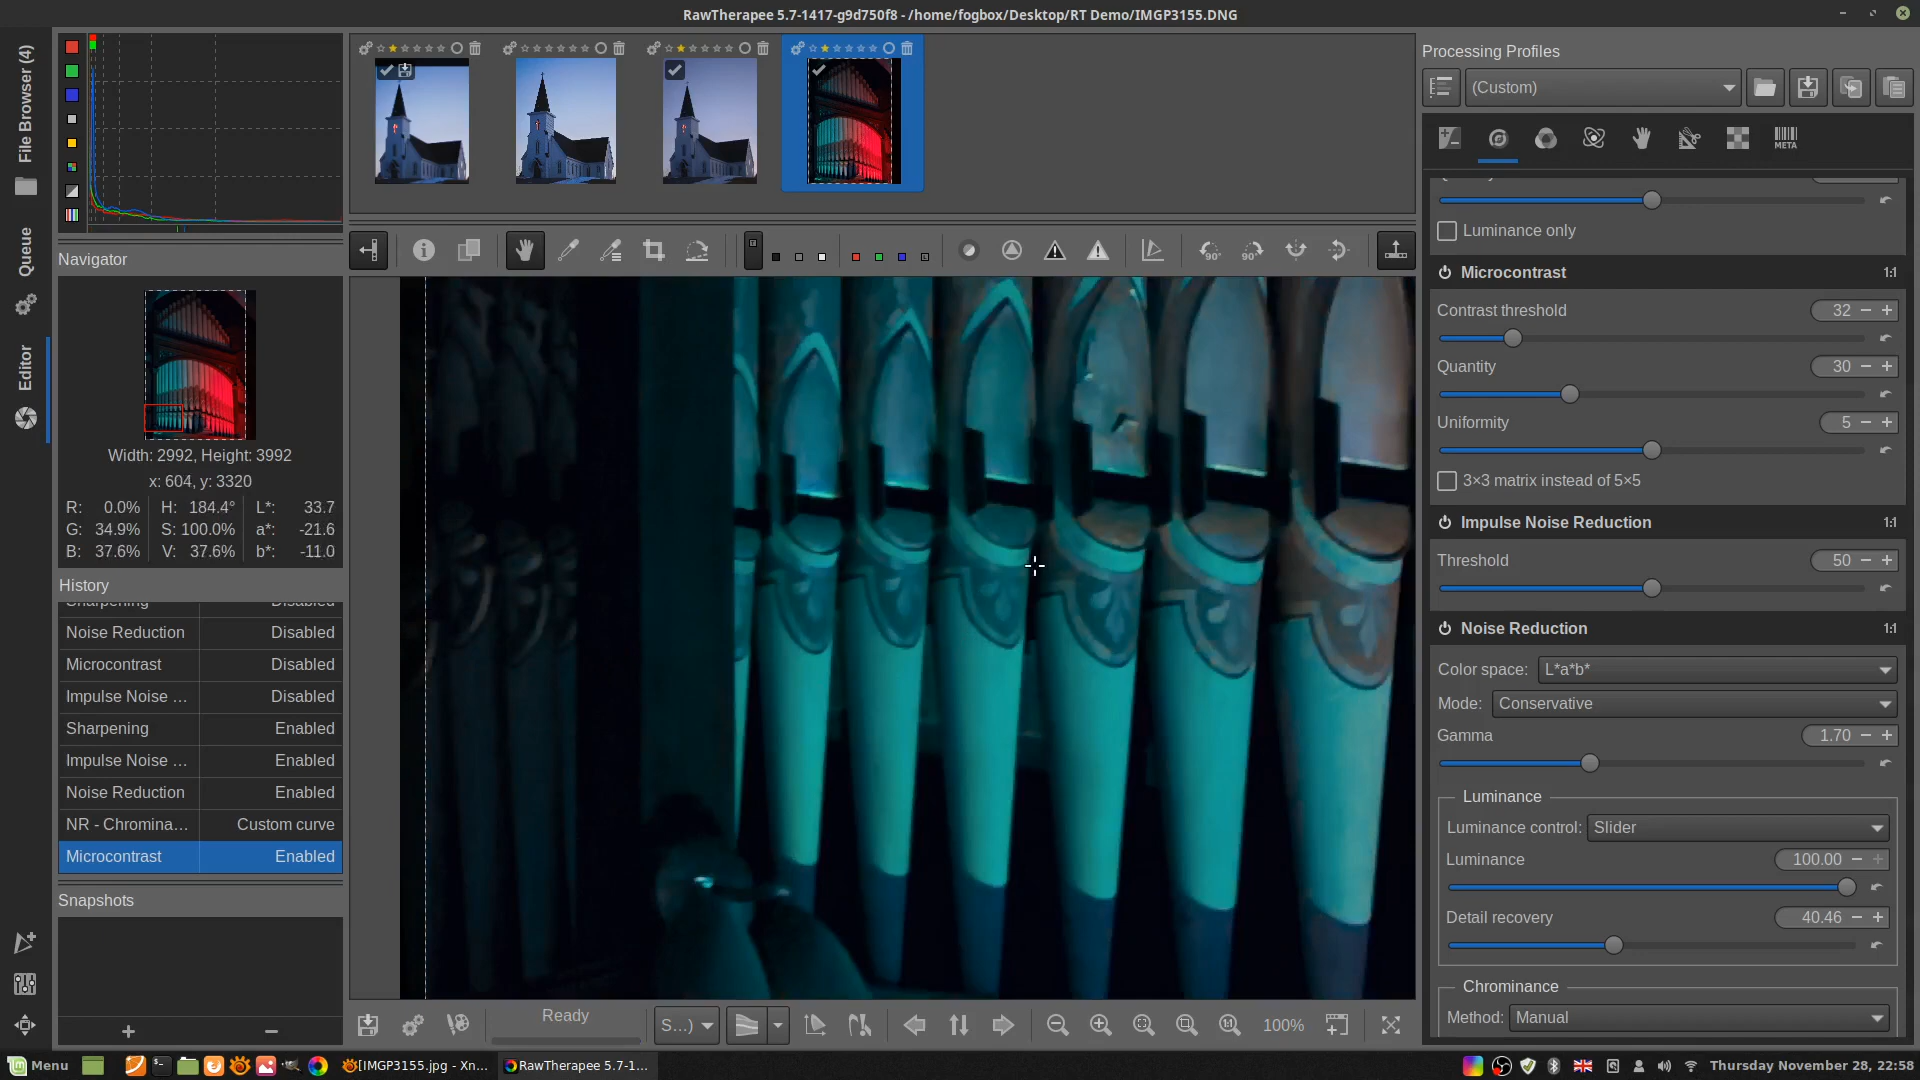 RawTherapee 5.7-1417-g9d750f8 - /home/fogbox/Desktop/RT Demo/IMGP3155.DNG
File Browser (4)
Queue
Editor
Navigator
Width: 2992, Height: 3992
x: 604, y: 3320
R: 0.0% H: 184.4° L*: 33.7
G: 34.9% S: 100.0% a*: -21.6
B: 37.6% V: 37.6% b*: -11.0
History
Sharpening Disabled
Noise Reduction Disabled
Microcontrast Disabled
Impulse Noise ... Disabled
Sharpening Enabled
Impulse Noise ... Enabled
Noise Reduction Enabled
NR - Chromina... Custom curve
Microcontrast Enabled
Snapshots
90° 90°
Ready
S...)
100%
Processing Profiles
(Custom)
META
Luminance only
Microcontrast 1:1
Contrast threshold 32
Quantity 30
Uniformity 5
3×3 matrix instead of 5×5
Impulse Noise Reduction 1:1
Threshold 50
Noise Reduction 1:1
Color space: L*a*b*
Mode: Conservative
Gamma 1.70
Luminance
Luminance control: Slider
Luminance 100.00
Detail recovery 40.46
Chrominance
Method: Manual
Menu
[IMGP3155.jpg - Xn...
RawTherapee 5.7-1...
Thursday November 28, 22:58